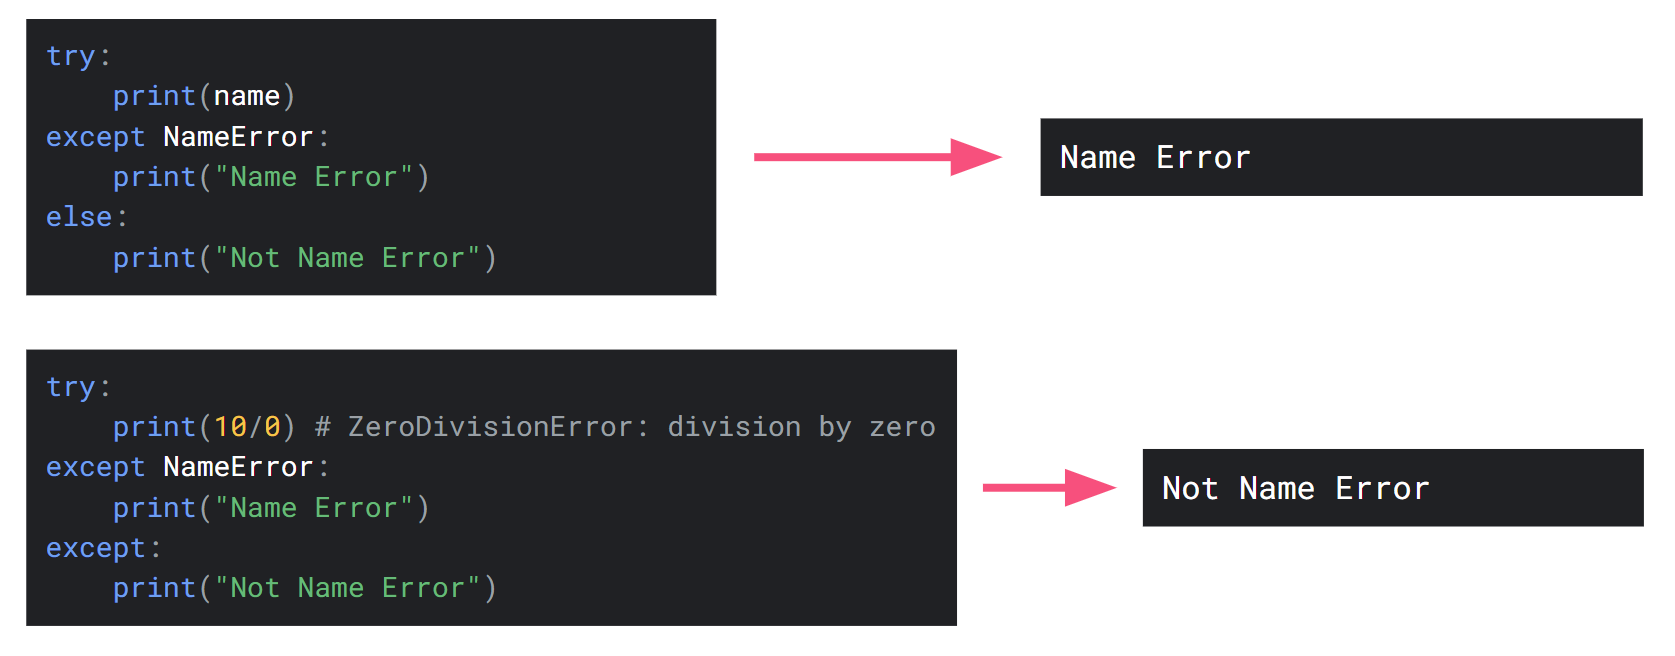 try:
    print(name)
except NameError:
    print("Name Error")
else:
    print("Not Name Error")
Name Error
try:
    print(10/0) # ZeroDivisionError: division by zero
except NameError:
    print("Name Error")
except:
    print("Not Name Error")
Not Name Error